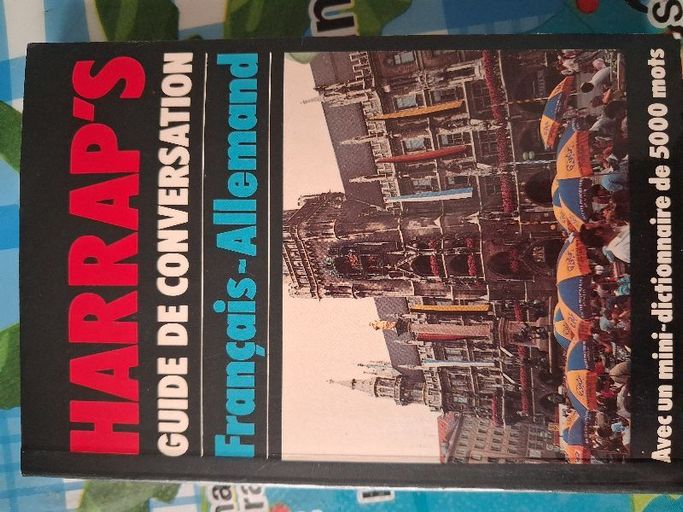 HARRAP'S
GUIDE DE CONVERSATION
Français-Allemand
Avec un mini-dictionnaire de 5000 mots